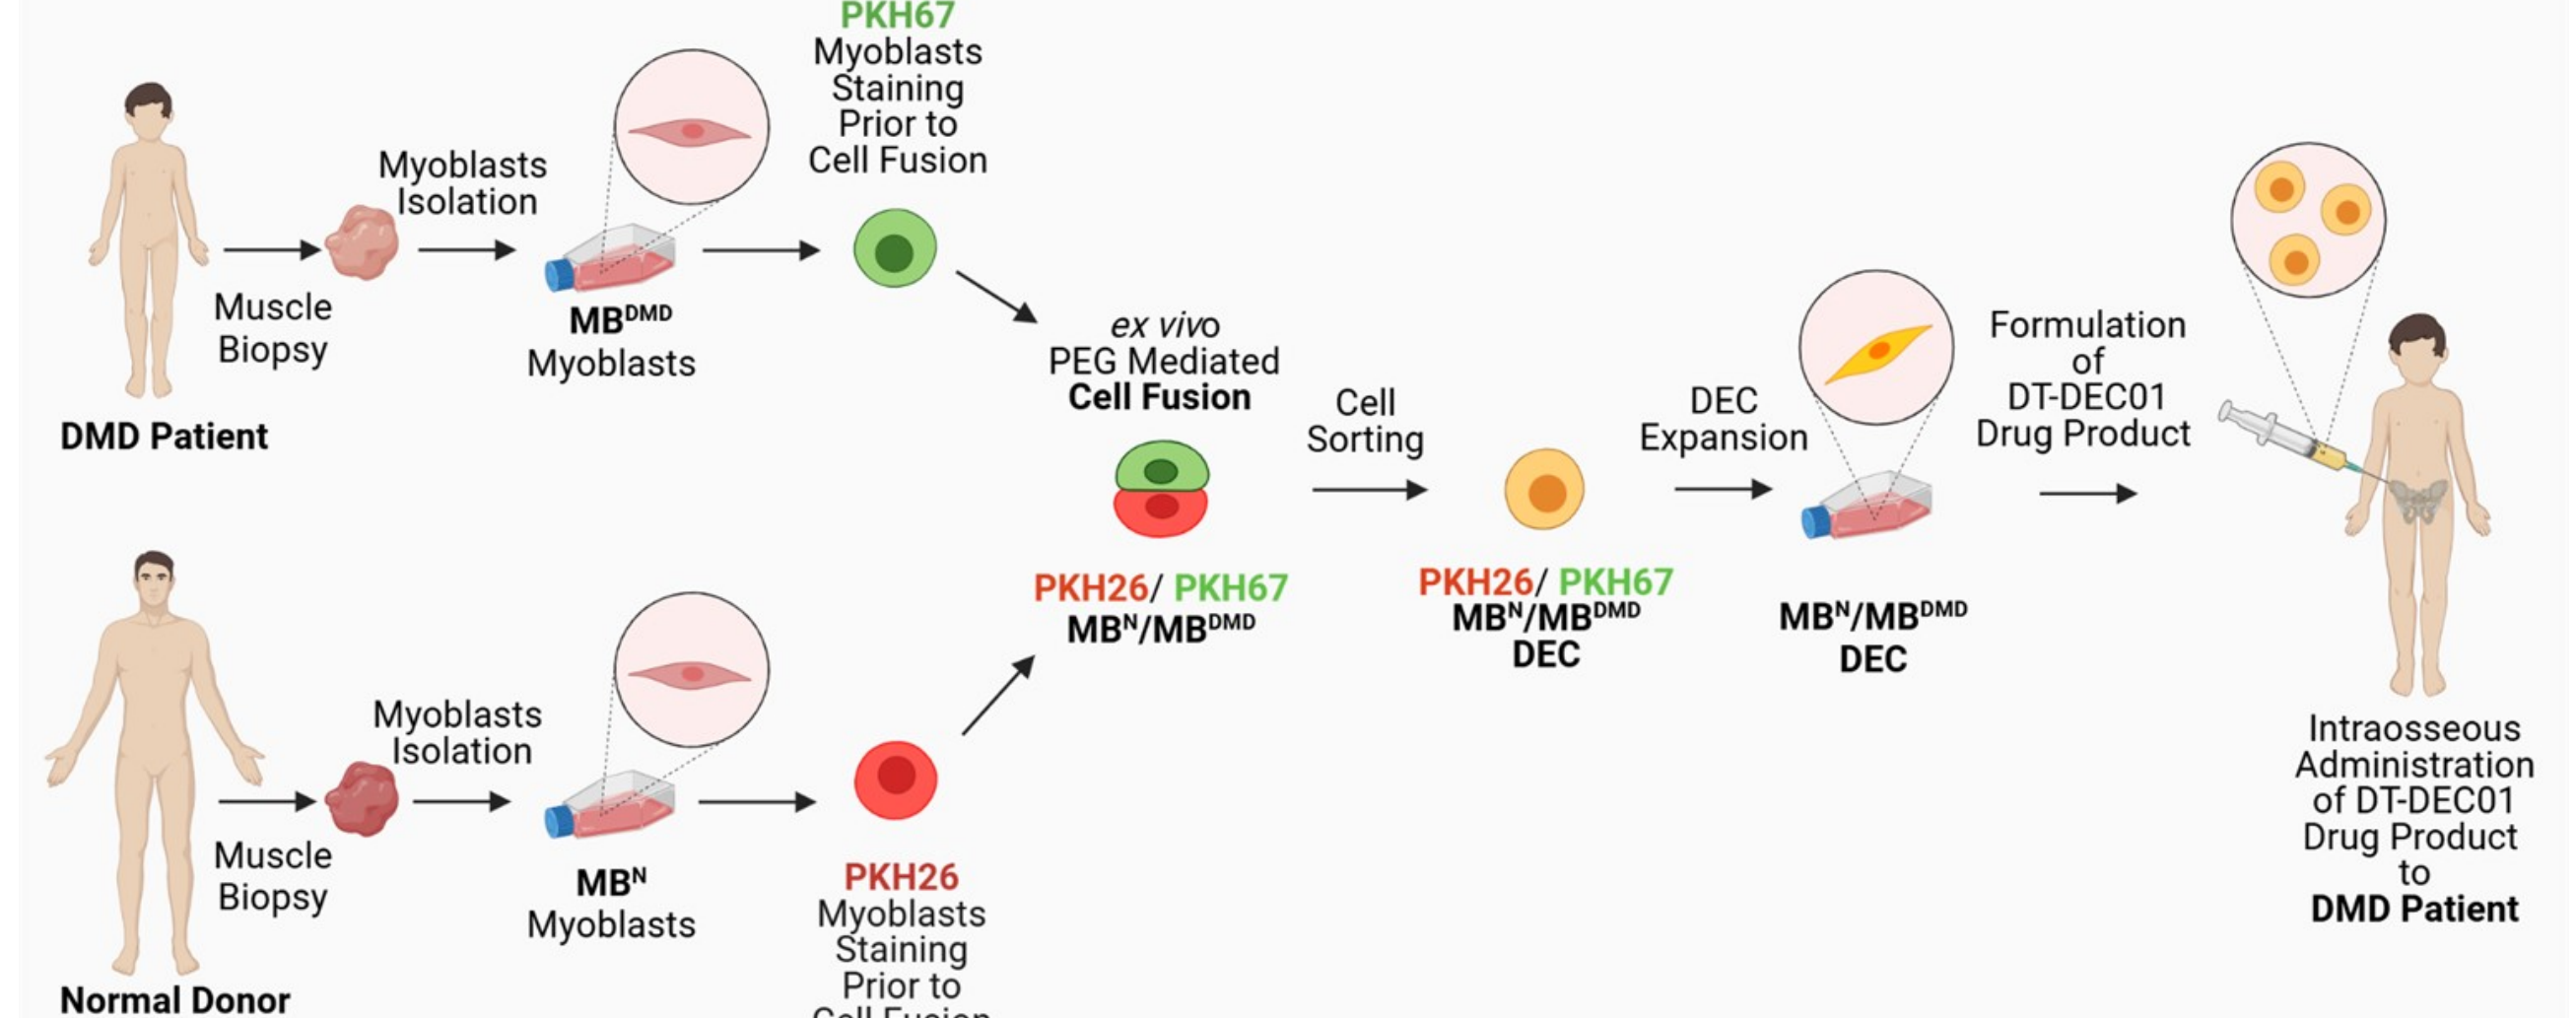 PKH67
Myoblasts
Staining
Prior to
Cell Fusion
Myoblasts
Isolation
Muscle
Biopsy
MBᴰᴹᴰ
Myoblasts
DMD Patient
ex vivo
PEG Mediated
Cell Fusion
PKH26/ PKH67
MBᴺ/MBᴰᴹᴰ
Cell
Sorting
PKH26/ PKH67
MBᴺ/MBᴰᴹᴰ
DEC
DEC
Expansion
MBᴺ/MBᴰᴹᴰ
DEC
Formulation
of
DT-DEC01
Drug Product
Intraosseous
Administration
of DT-DEC01
Drug Product
to
DMD Patient
Myoblasts
Isolation
Muscle
Biopsy
MBᴺ
Myoblasts
Normal Donor
PKH26
Myoblasts
Staining
Prior to
Cell Fusion